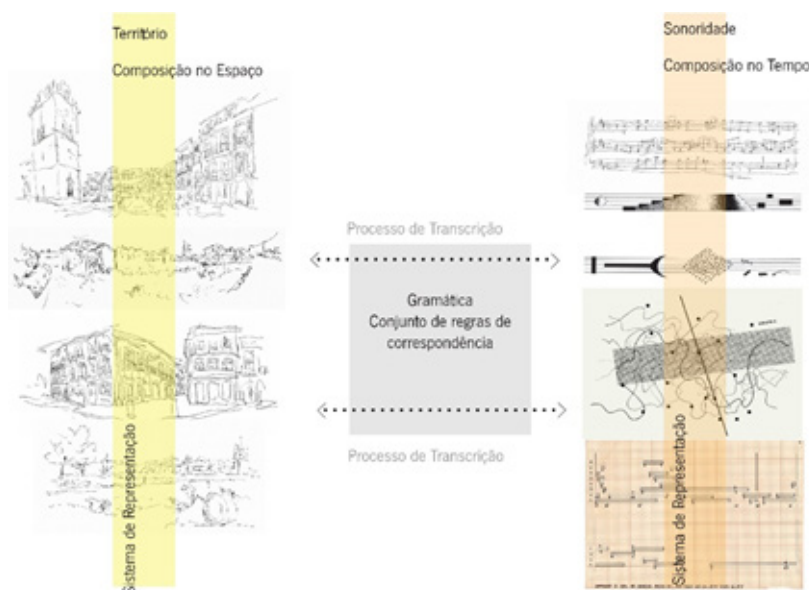 Território
Composição no Espaço
Sistema de Representação
Processo de Transcrição
Gramática
Conjunto de regras de
correspondência
Processo de Transcrição
Sonoridade
Composição no Tempo
Sistema de Representação